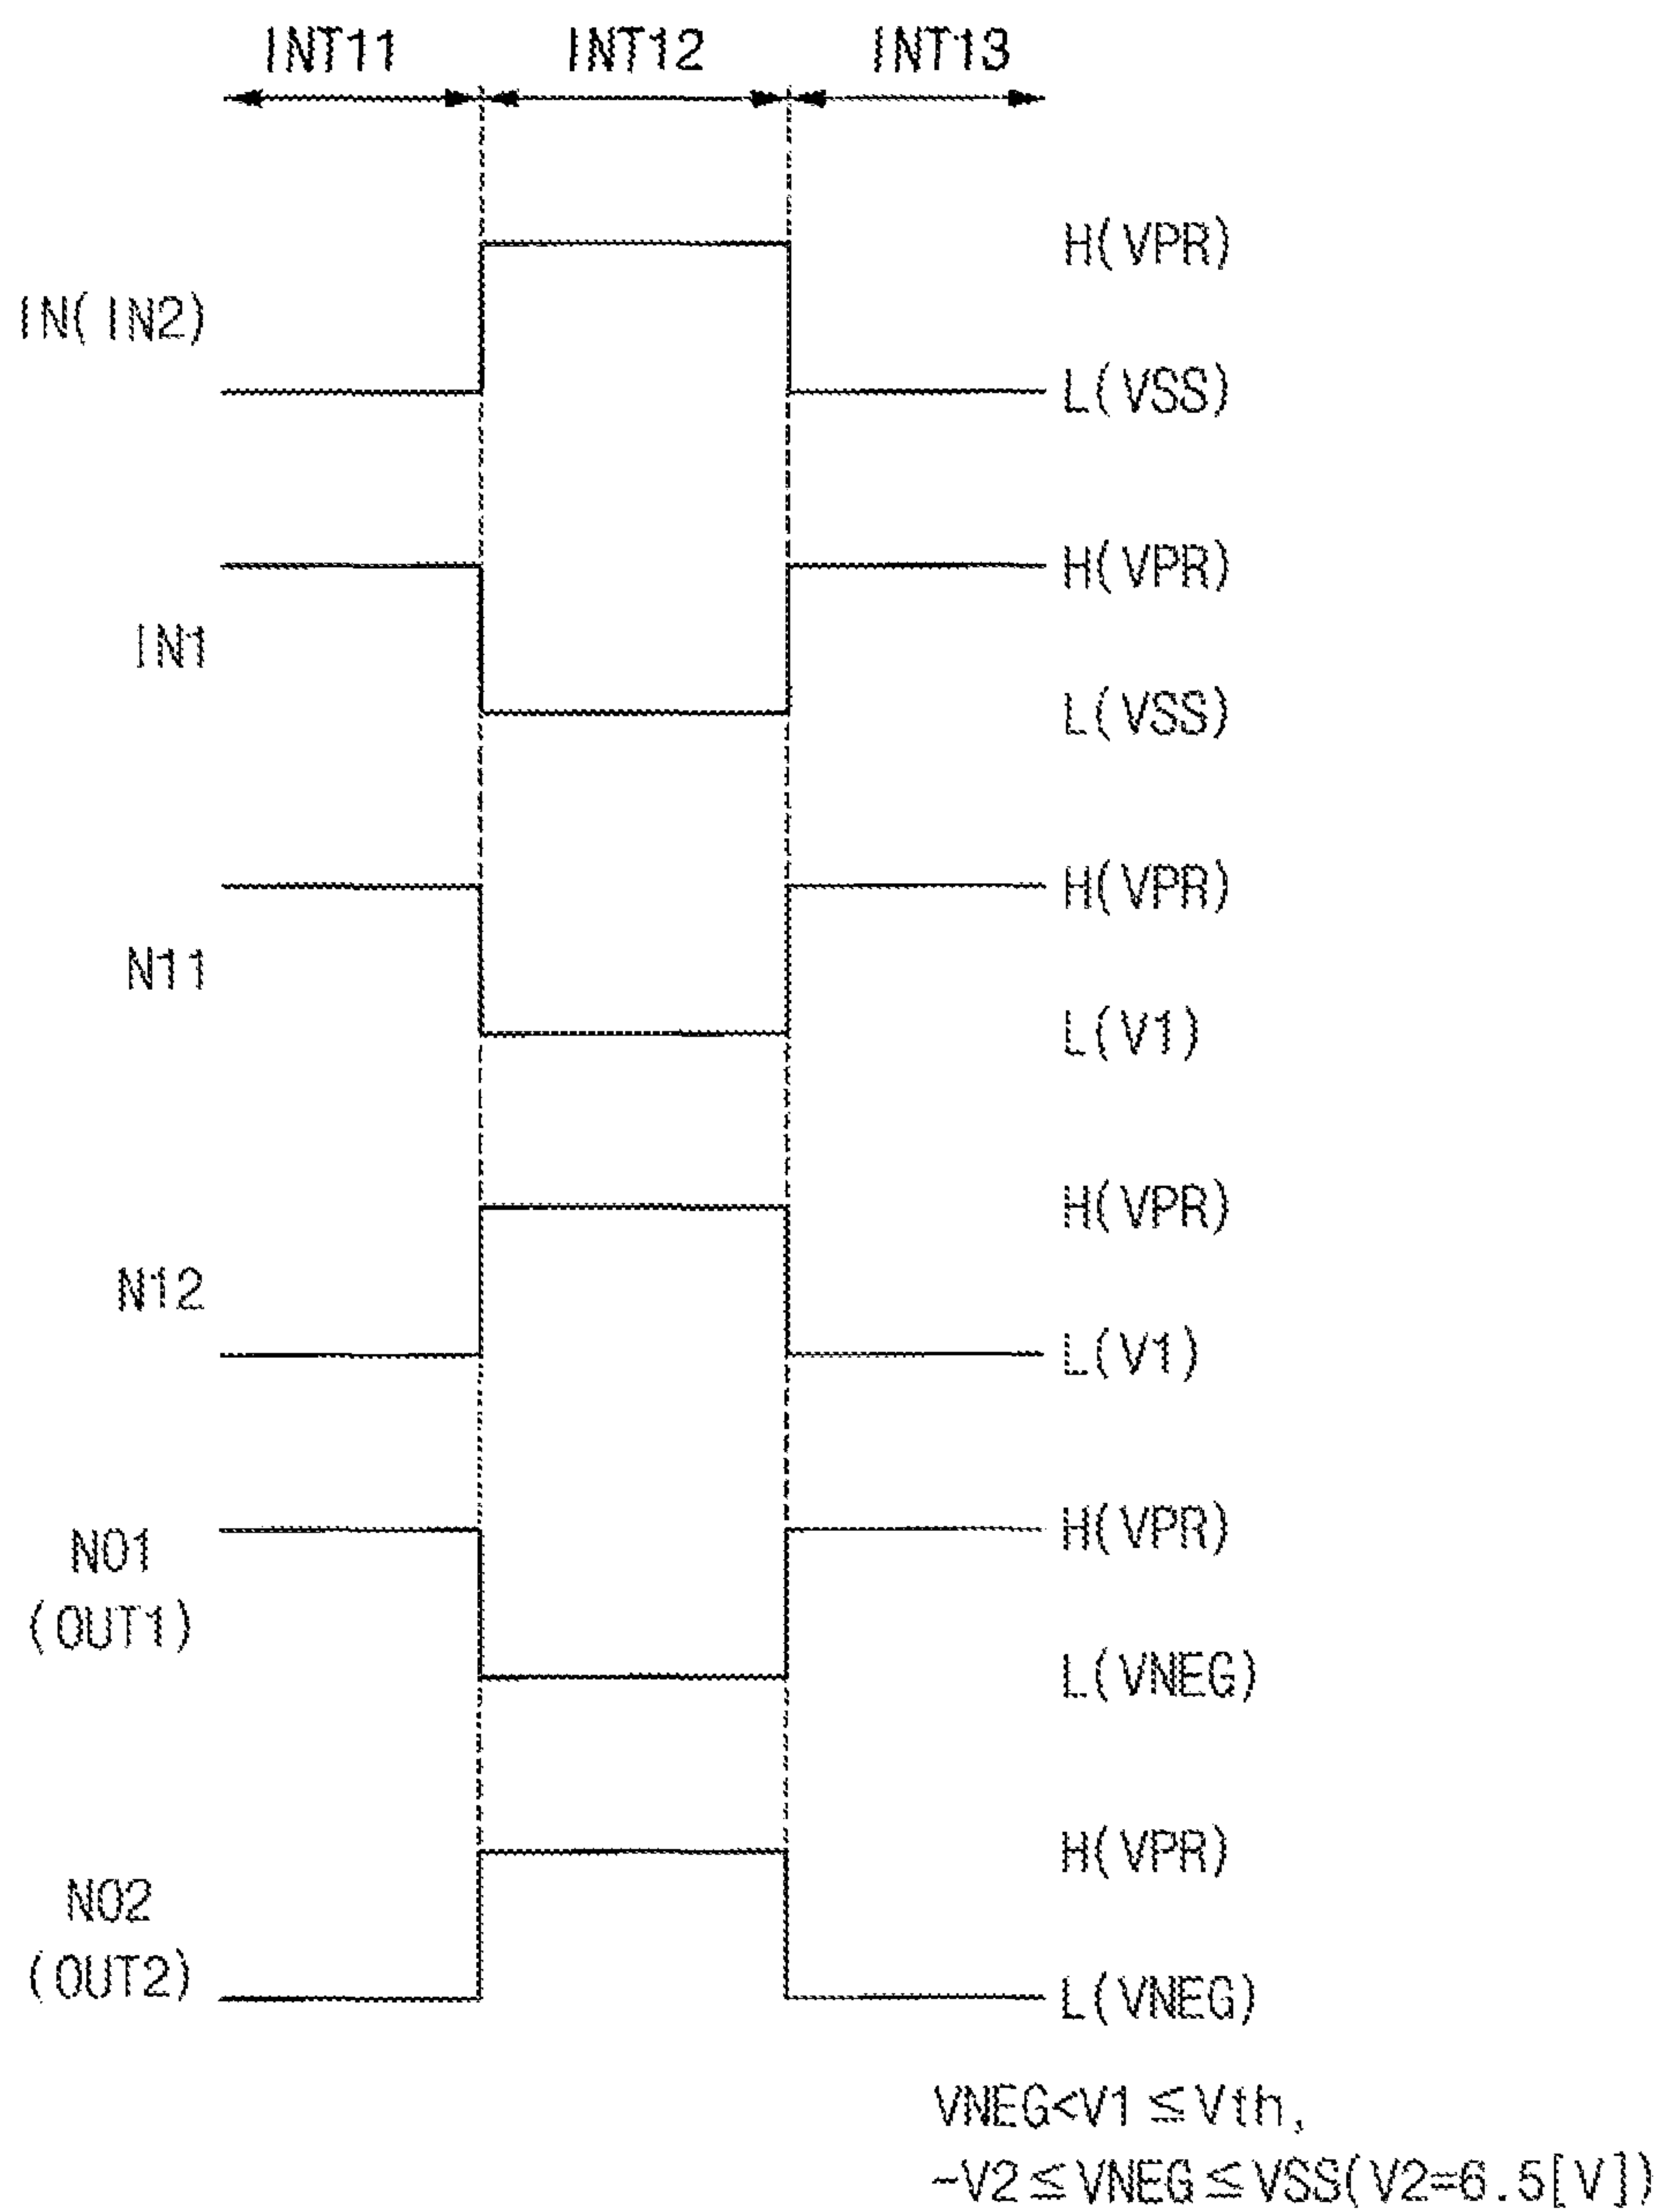 INT11 INT12 INT13
H(VPR)
IN(IN2)
L(VSS)
H(VPR)
IN1
L(VSS)
H(VPR)
N11
L(V1)
H(VPR)
N12
L(V1)
H(VPR)
NO1
(OUT1)
L(VNEG)
H(VPR)
NO2
(OUT2)
L(VNEG)
VNEG<V1≦Vth,
-V2≦VNEG≦VSS(V2=6.5[V])